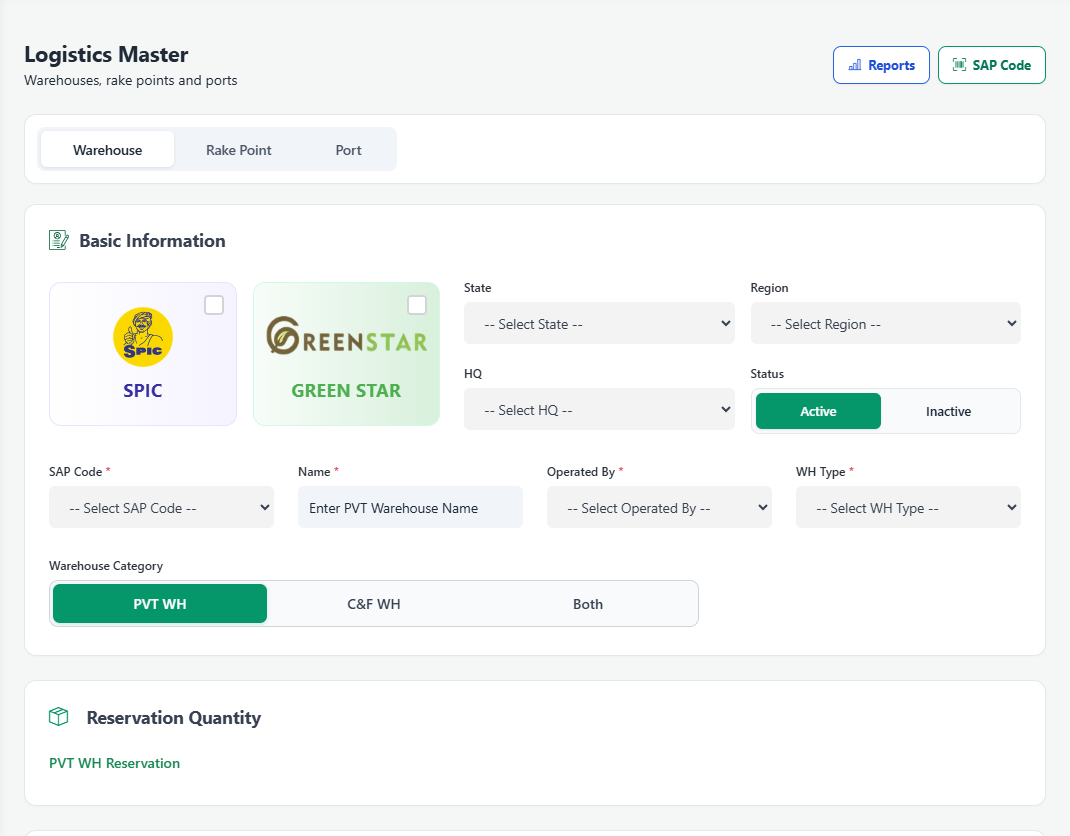 Logistics Master
Warehouses, rake points and ports
Reports
SAP Code
Warehouse
Rake Point
Port
Basic Information
SPIC
SPIC
GREENSTAR
GREEN STAR
State
-- Select State --
Region
-- Select Region --
HQ
-- Select HQ --
Status
Active
Inactive
SAP Code *
-- Select SAP Code --
Name *
Enter PVT Warehouse Name
Operated By *
-- Select Operated By --
WH Type *
-- Select WH Type --
Warehouse Category
PVT WH
C&F WH
Both
Reservation Quantity
PVT WH Reservation